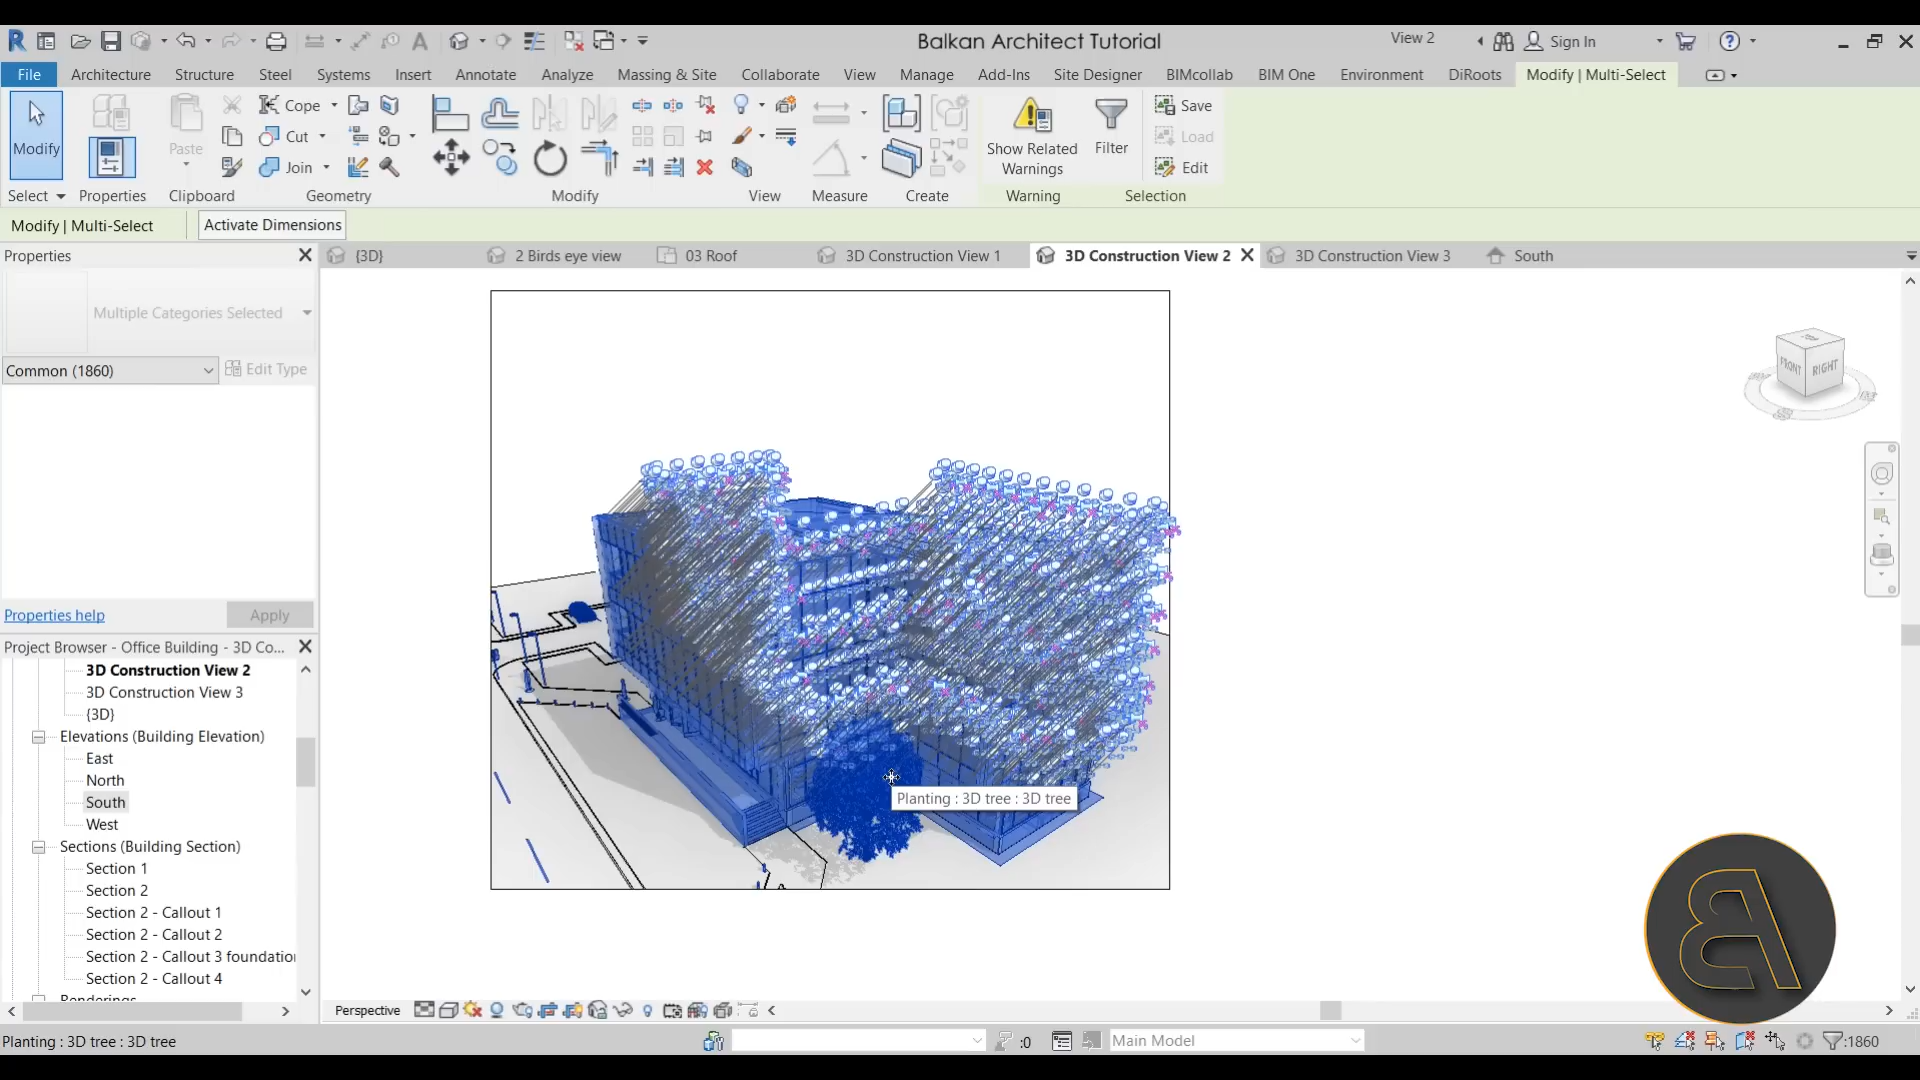 Balkan Architect Tutorial
View 2
Sign In
File
Architecture
Structure
Steel
Systems
Insert
Annotate
Analyze
Massing & Site
Collaborate
View
Manage
Add-Ins
Site Designer
BIMcollab
BIM One
Environment
DiRoots
Modify | Multi-Select
Modify
Paste
Cope
Cut
Join
Show Related
Warnings
Filter
Save
Load
Edit
Select
Properties
Clipboard
Geometry
Modify
View
Measure
Create
Warning
Selection
Modify | Multi-Select
Activate Dimensions
Properties
{3D}
2 Birds eye view
03 Roof
3D Construction View 1
3D Construction View 2
3D Construction View 3
South
Multiple Categories Selected
Common (1860)
Edit Type
TOP
FRONT
RIGHT
Properties help
Apply
Project Browser - Office Building - 3D Co...
3D Construction View 2
3D Construction View 3
{3D}
Elevations (Building Elevation)
East
North
South
West
Sections (Building Section)
Section 1
Section 2
Section 2 - Callout 1
Section 2 - Callout 2
Section 2 - Callout 3 foundatio
Section 2 - Callout 4
Renderings
Planting : 3D tree : 3D tree
Perspective
Planting : 3D tree : 3D tree
:0
Main Model
:1860